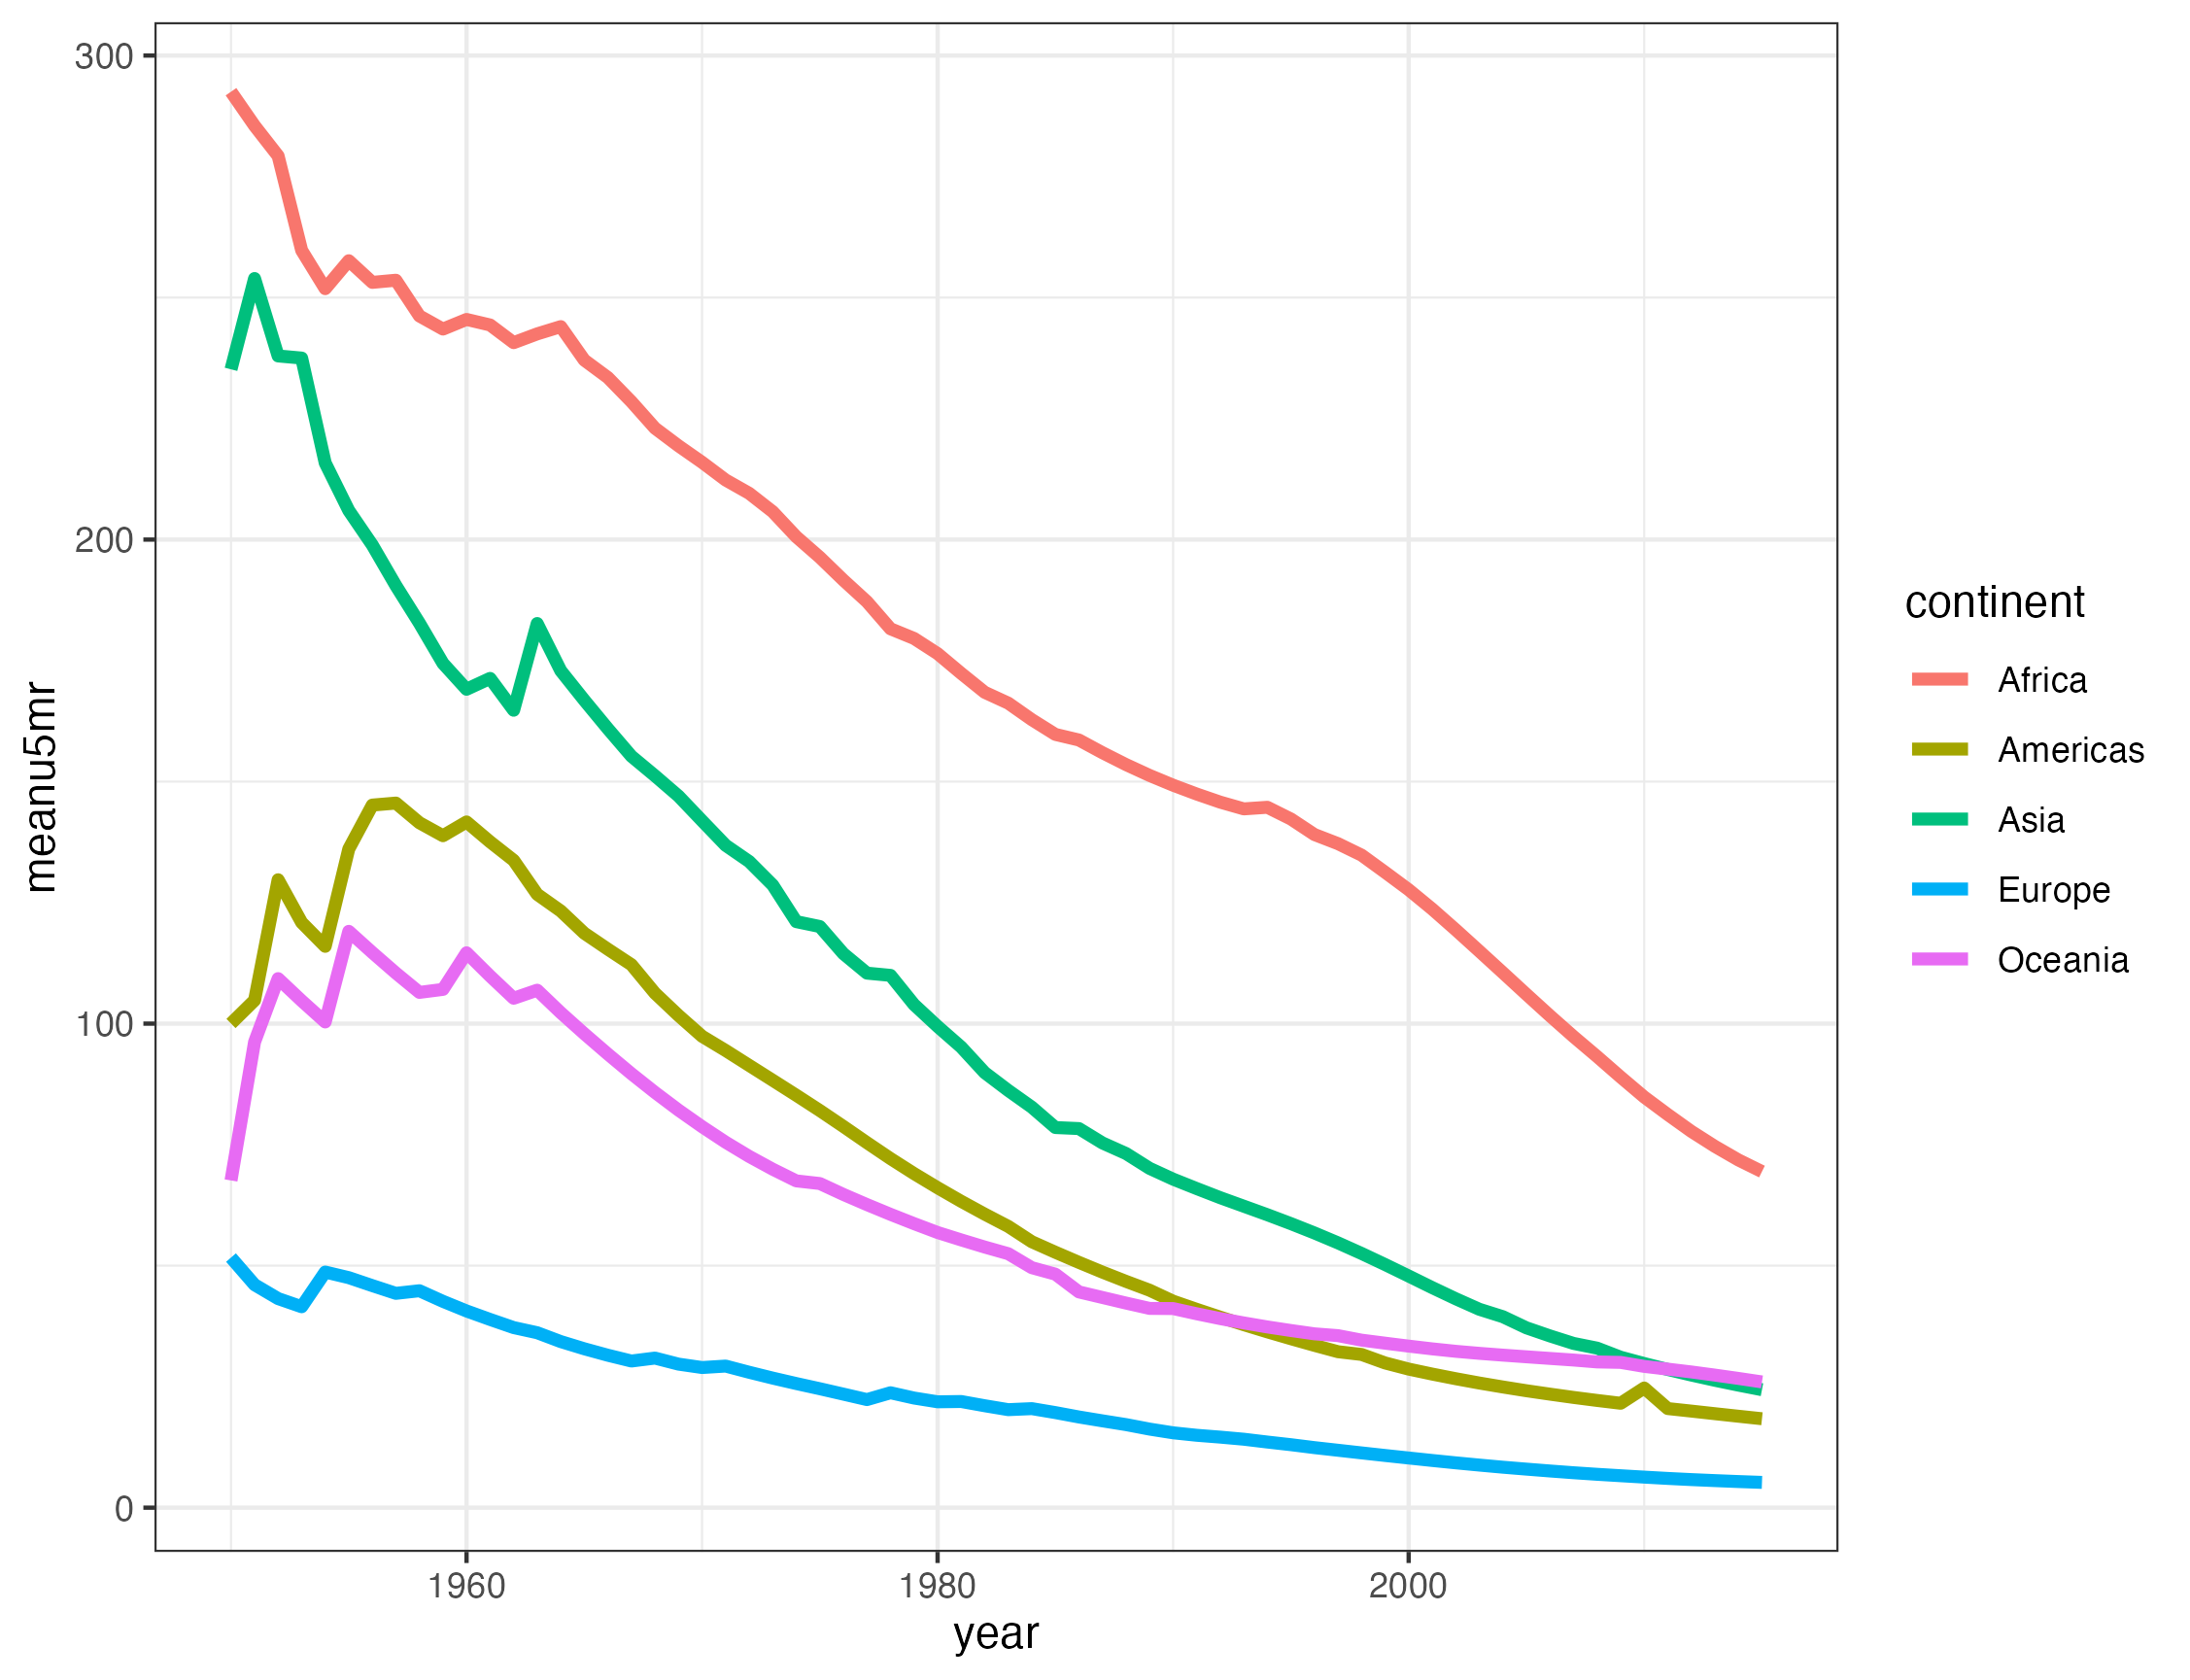 300
200
100
0
meanu5mr
1960 1980 2000
year
continent
Africa
Americas
Asia
Europe
Oceania